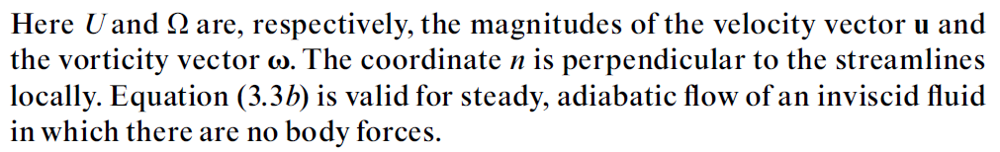 Here U and Ω are, respectively, the magnitudes of the velocity vector u and
the vorticity vector ω. The coordinate n is perpendicular to the streamlines
locally. Equation (3.3b) is valid for steady, adiabatic flow of an inviscid fluid
in which there are no body forces.